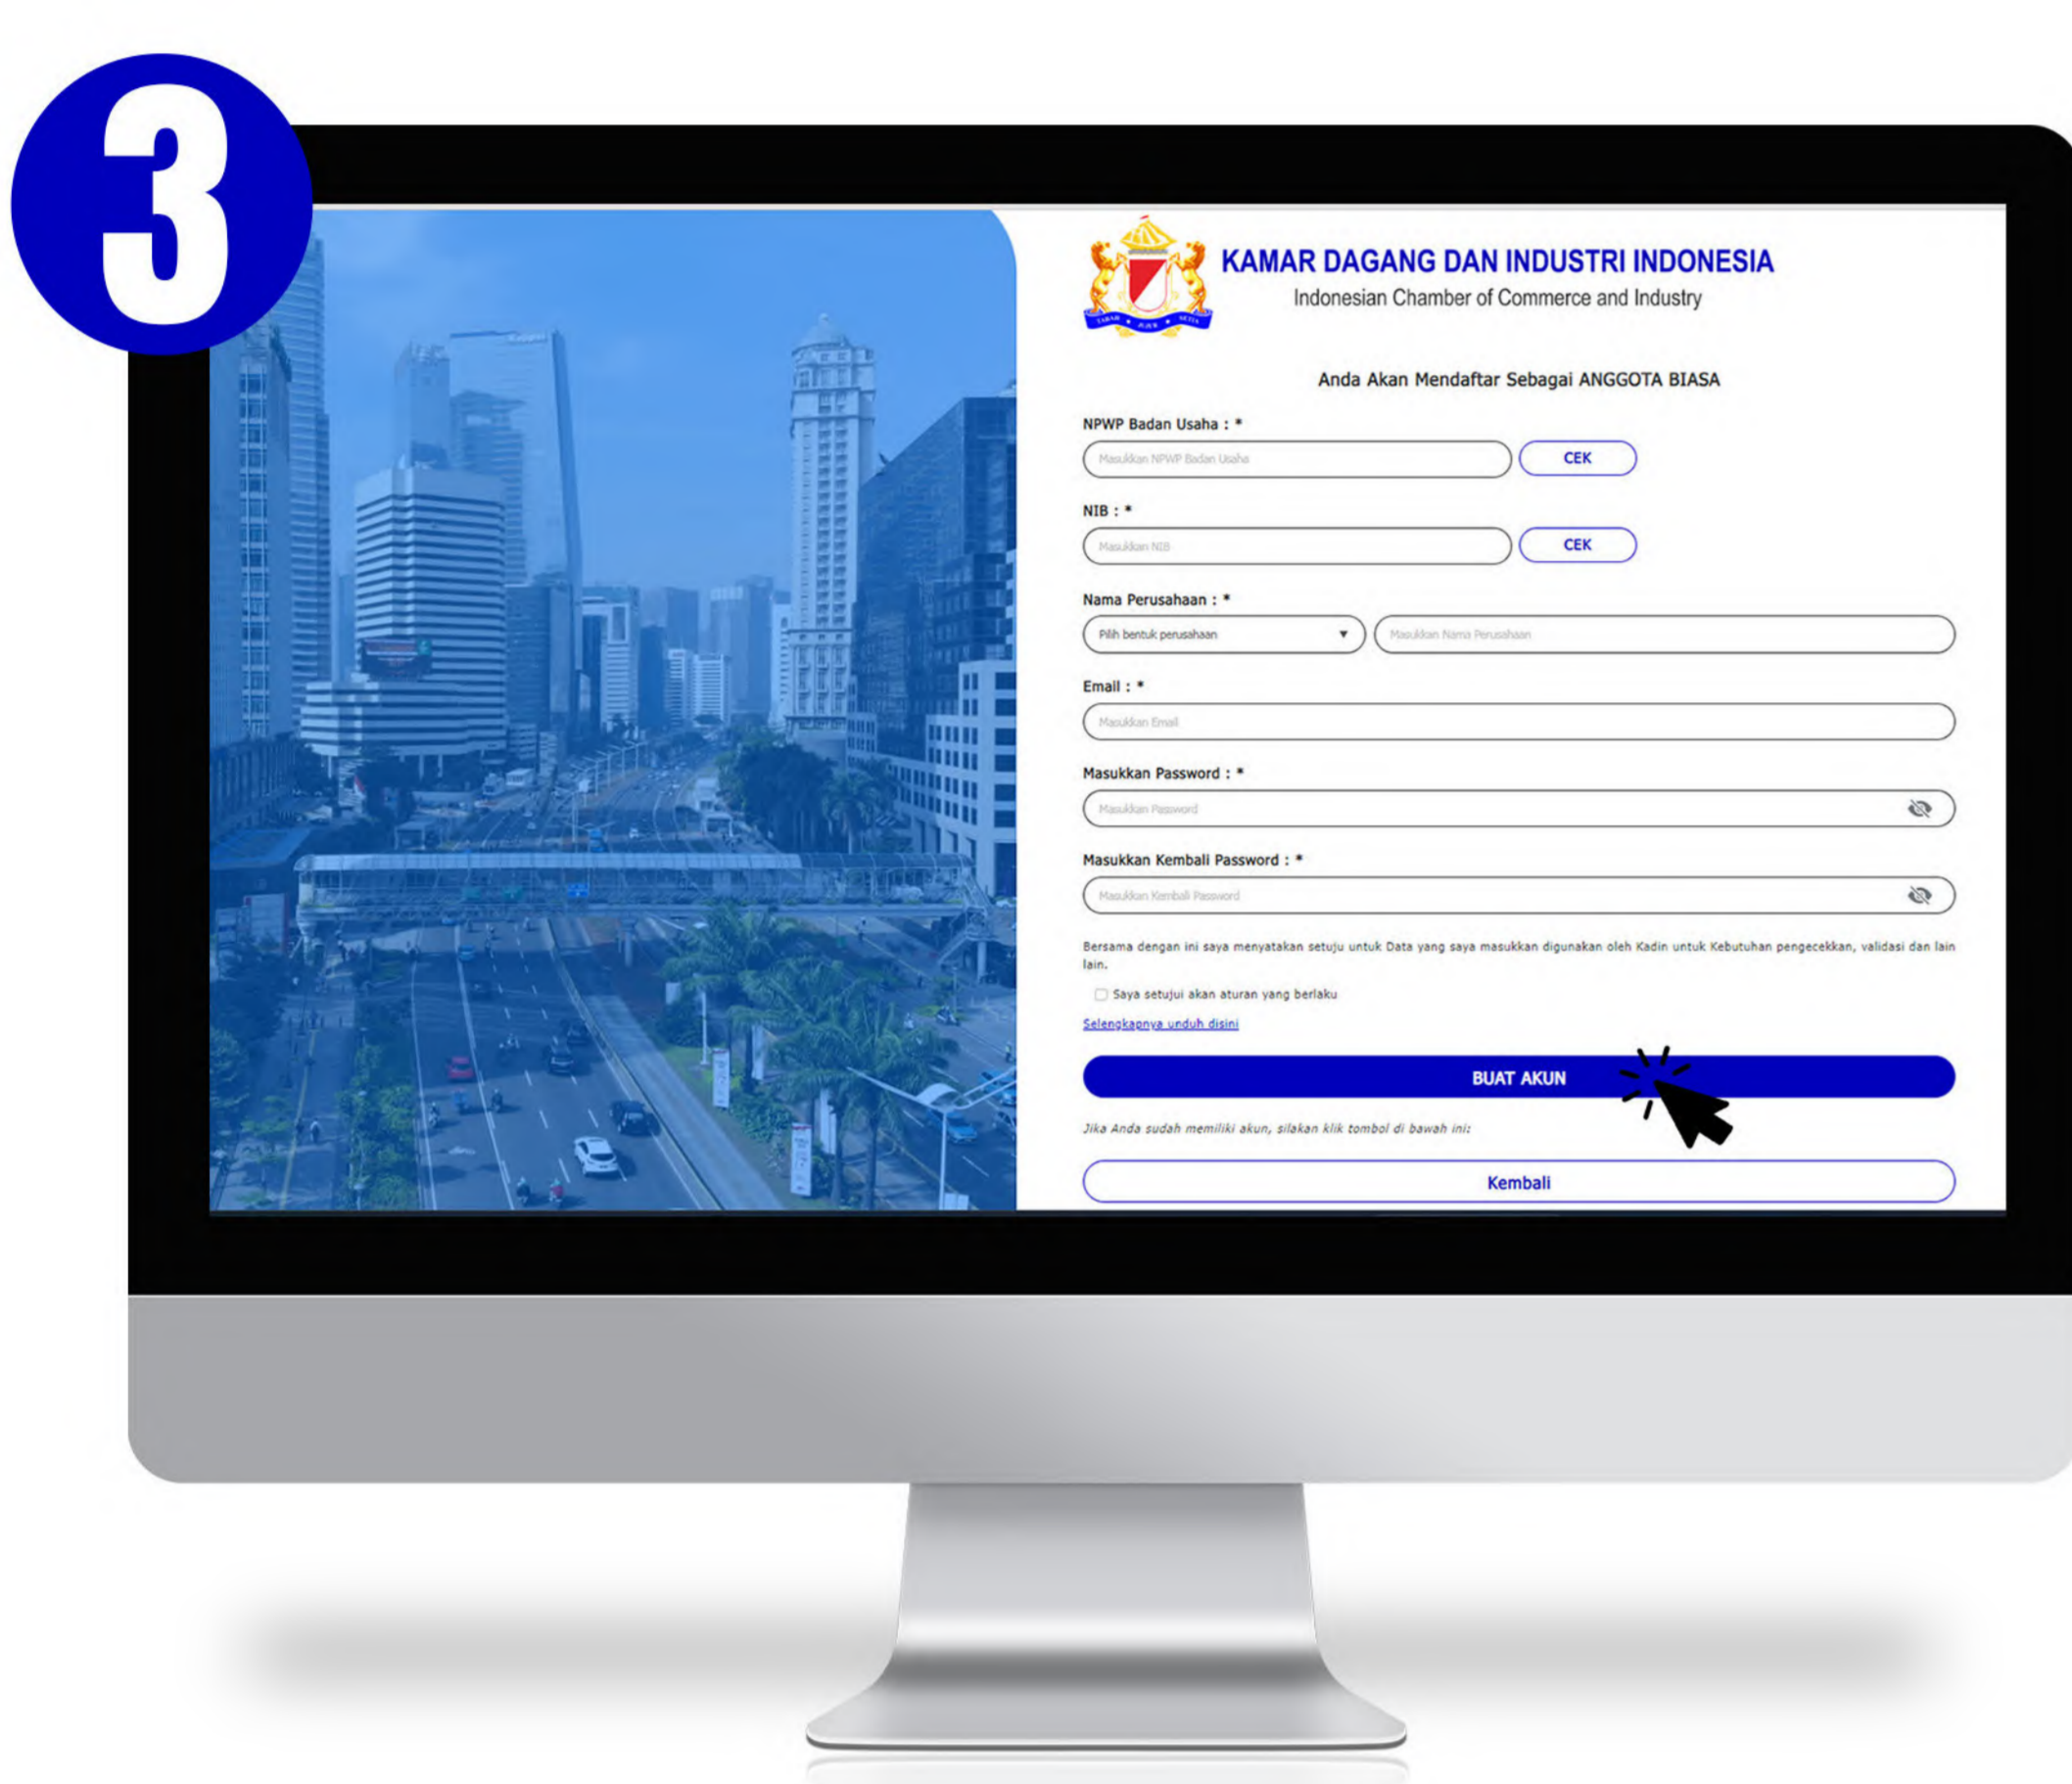 3
KAMAR DAGANG DAN INDUSTRI INDONESIA
Indonesian Chamber of Commerce and Industry
Anda Akan Mendaftar Sebagai ANGGOTA BIASA
NPWP Badan Usaha : *
Masukkan NPWP Badan Usaha
CEK
NIB : *
Masukkan NIB
CEK
Nama Perusahaan : *
Pilih bentuk perusahaan
Masukkan Nama Perusahaan
Email : *
Masukkan Email
Masukkan Password : *
Masukkan Password
Masukkan Kembali Password : *
Masukkan Kembali Password
Bersama dengan ini saya menyatakan setuju untuk Data yang saya masukkan digunakan oleh Kadin untuk Kebutuhan pengecekkan, validasi dan lain
lain.
Saya setujui akan aturan yang berlaku
Selengkapnya unduh disini
BUAT AKUN
Jika Anda sudah memiliki akun, silakan klik tombol di bawah ini:
Kembali